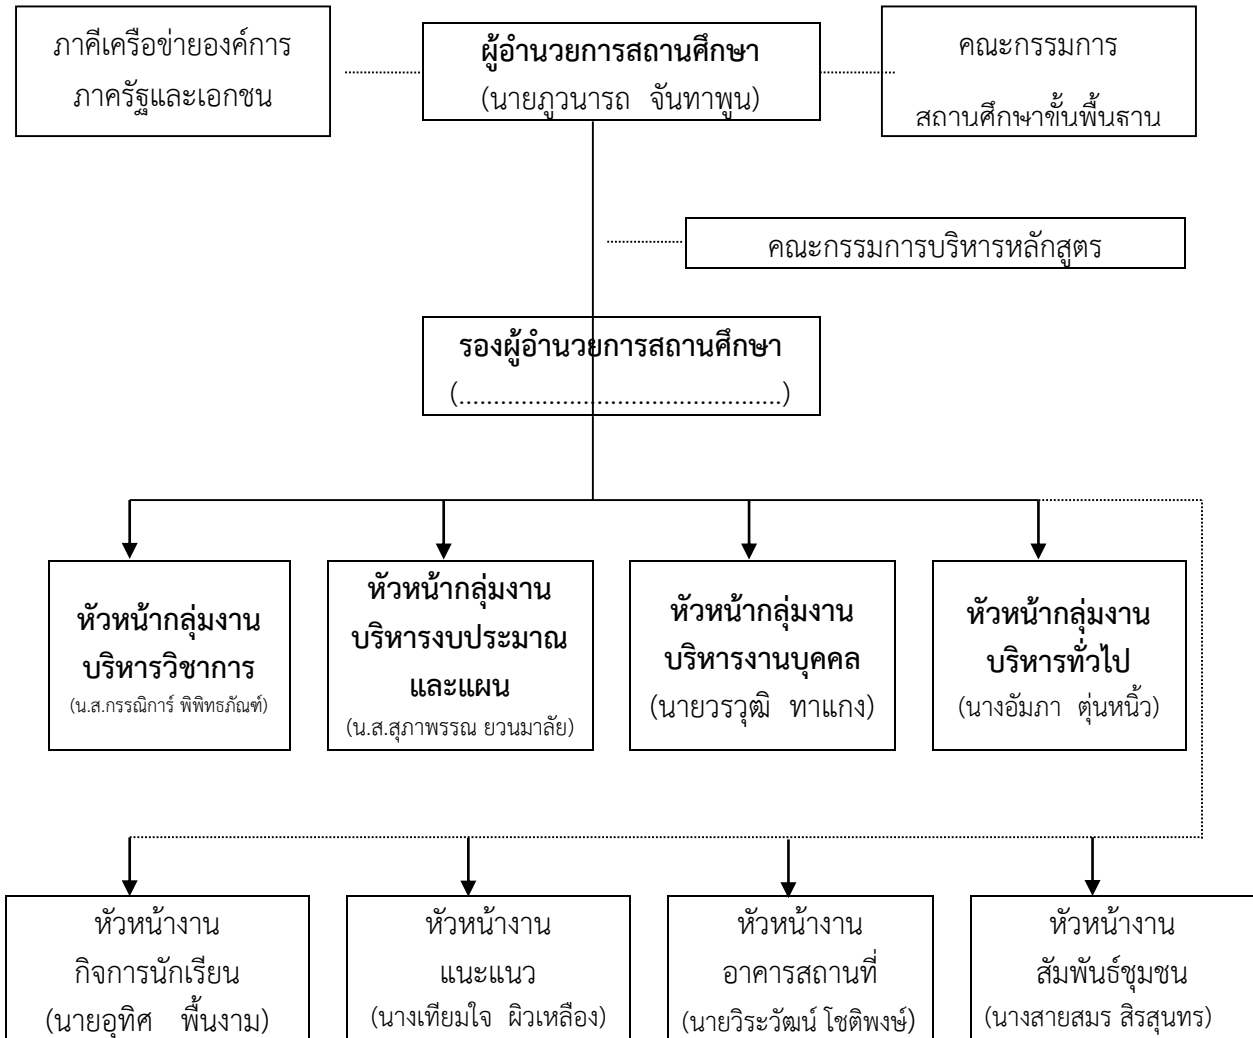 ภาคีเครือข่ายองค์การ
ภาครัฐและเอกชน
ผู้อำนวยการสถานศึกษา
(นายภูวนารถ จันทาพูน)
คณะกรรมการ
สถานศึกษาขั้นพื้นฐาน
คณะกรรมการบริหารหลักสูตร
รองผู้อำนวยการสถานศึกษา
(...............................................)
หัวหน้ากลุ่มงาน
บริหารวิชาการ
(น.ส.กรรณิการ์ พิพิทธภัณฑ์)
หัวหน้ากลุ่มงาน
บริหารงบประมาณ
และแผน
(น.ส.สุภาพรรณ ยวนมาลัย)
หัวหน้ากลุ่มงาน
บริหารงานบุคคล
(นายวรวุฒิ ทาแกง)
หัวหน้ากลุ่มงาน
บริหารทั่วไป
(นางอัมภา ตุ่นหนิ้ว)
หัวหน้างาน
กิจการนักเรียน
(นายอุทิศ พื้นงาม)
หัวหน้างาน
แนะแนว
(นางเทียมใจ ผิวเหลือง)
หัวหน้างาน
อาคารสถานที่
(นายวิระวัฒน์ โชติพงษ์)
หัวหน้างาน
สัมพันธ์ชุมชน
(นางสายสมร สิรสุนทร)